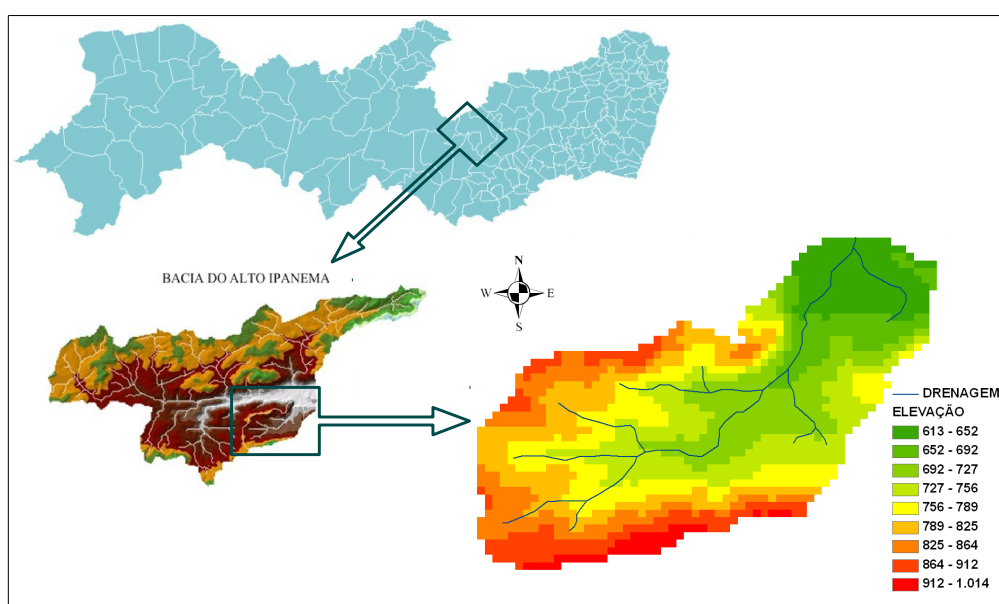 BACIA DO ALTO IPANEMA
N
W E
S
DRENAGEM
ELEVAÇÃO
613 - 652
652 - 692
692 - 727
727 - 756
756 - 789
789 - 825
825 - 864
864 - 912
912 - 1.014